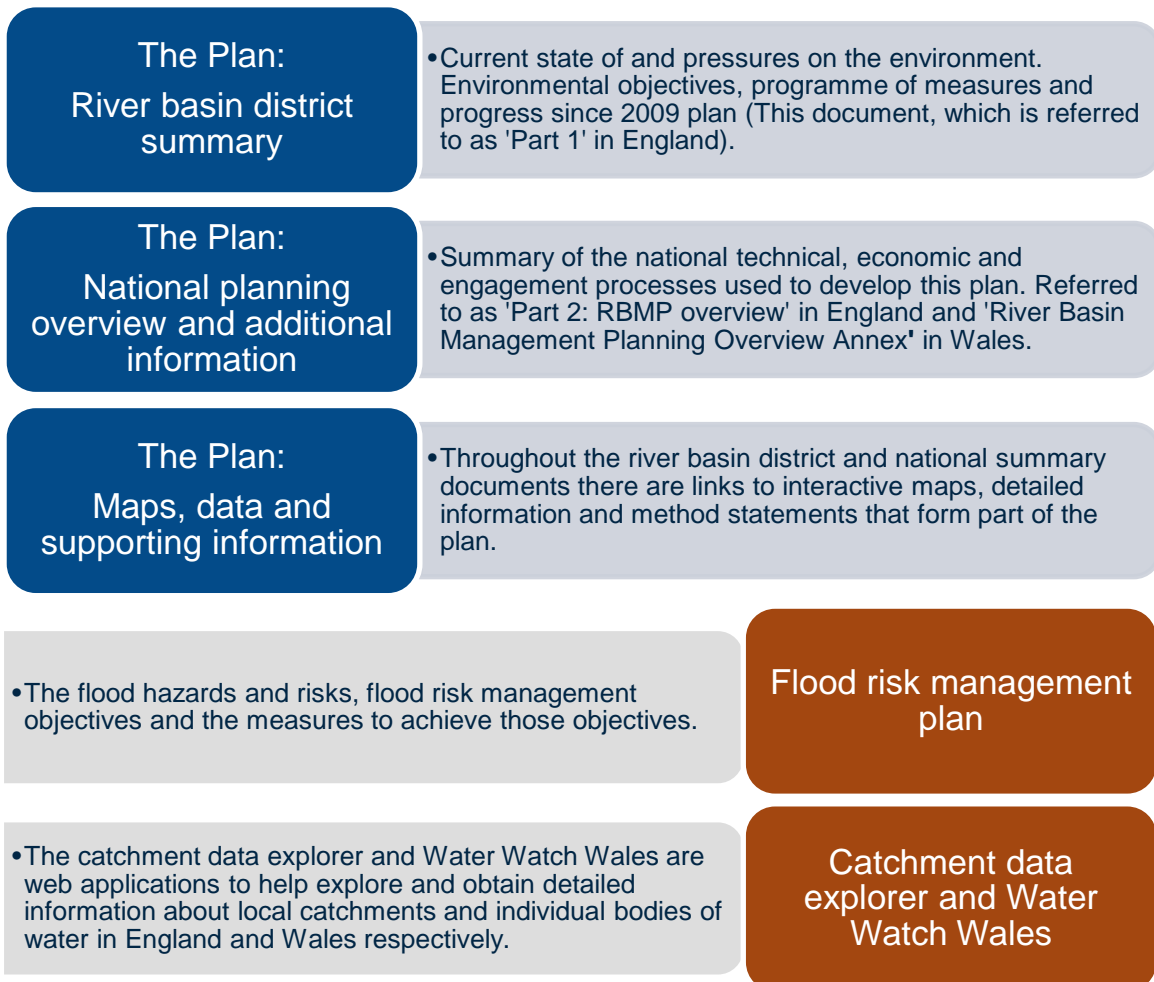 The Plan:
River basin district
summary
•Current state of and pressures on the environment.
Environmental objectives, programme of measures and
progress since 2009 plan (This document, which is referred
to as 'Part 1' in England).
The Plan:
National planning
overview and additional
information
•Summary of the national technical, economic and
engagement processes used to develop this plan. Referred
to as 'Part 2: RBMP overview' in England and 'River Basin
Management Planning Overview Annex' in Wales.
The Plan:
Maps, data and
supporting information
•Throughout the river basin district and national summary
documents there are links to interactive maps, detailed
information and method statements that form part of the
plan.
•The flood hazards and risks, flood risk management
objectives and the measures to achieve those objectives.
Flood risk management
plan
•The catchment data explorer and Water Watch Wales are
web applications to help explore and obtain detailed
information about local catchments and individual bodies of
water in England and Wales respectively.
Catchment data
explorer and Water
Watch Wales